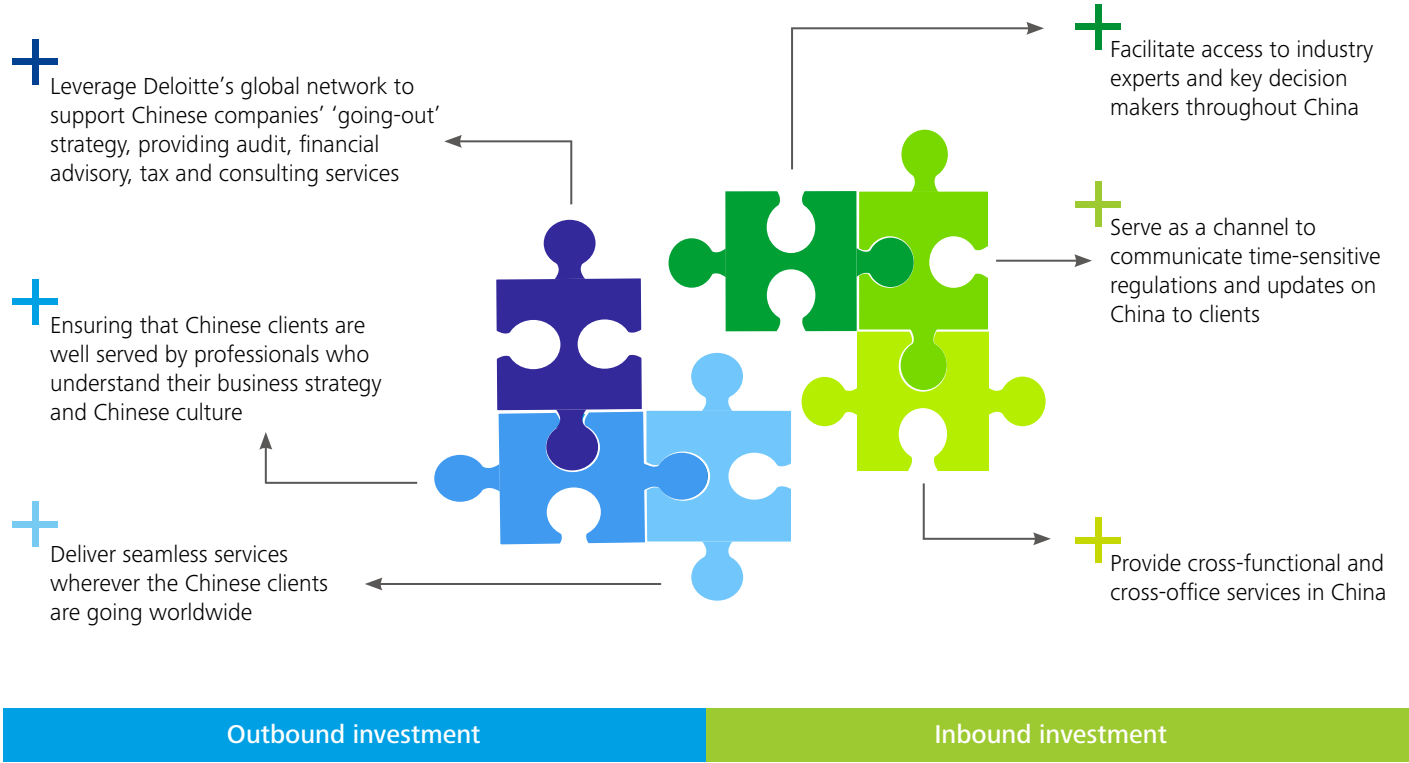 Leverage Deloitte’s global network to
support Chinese companies’ ‘going-out’
strategy, providing audit, financial
advisory, tax and consulting services
Ensuring that Chinese clients are
well served by professionals who
understand their business strategy
and Chinese culture
Deliver seamless services
wherever the Chinese clients
are going worldwide
Facilitate access to industry
experts and key decision
makers throughout China
Serve as a channel to
communicate time-sensitive
regulations and updates on
China to clients
Provide cross-functional and
cross-office services in China
Outbound investment
Inbound investment